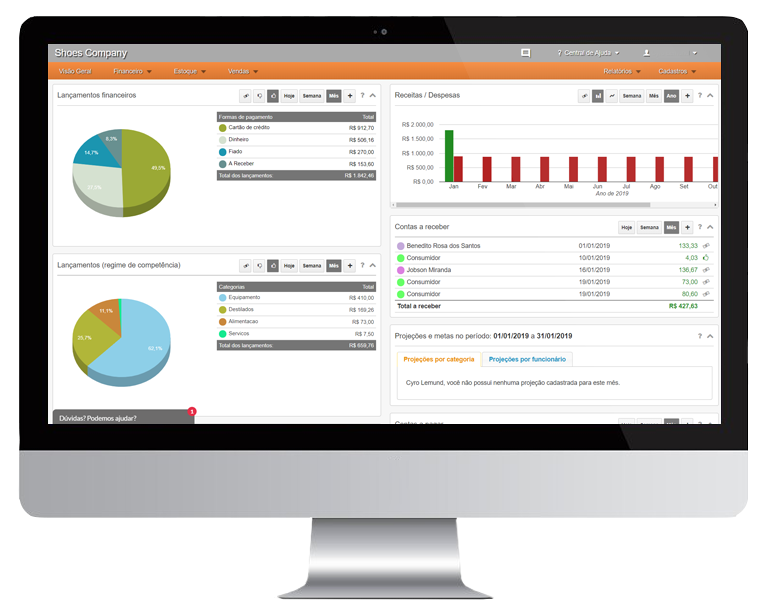 Shoes Company
? Central de Ajuda
Visão Geral Financeiro Estoque Vendas Relatórios Cadastros
Lançamentos financeiros
Hoje Semana Mês + ?
Formas de pagamento Total
Cartão de crédito R$ 912,70
Dinheiro R$ 506,16
Fiado R$ 270,00
A Receber R$ 153,60
Total dos lançamentos: R$ 1.842,46
8,3%
14,7%
49,5%
27,5%
Receitas / Despesas
Hoje Semana Mês Ano + ?
R$ 2.000,00
R$ 1.500,00
R$ 1.000,00
R$ 500,00
R$ 0,00
Jan Fev Mar Abr Mai Jun Jul Ago Set Out
Ano de 2019
Contas a receber
Hoje Semana Mês + ?
Benedito Rosa dos Santos 01/01/2019 133,33
Consumidor 10/01/2019 4,03
Jobson Miranda 16/01/2019 136,67
Consumidor 19/01/2019 73,00
Consumidor 19/01/2019 80,60
Total a receber R$ 427,63
Lançamentos (regime de competência)
Hoje Semana Mês + ?
Categorias Total
Equipamento R$ 410,00
Destilados R$ 169,26
Alimentacao R$ 73,00
Servicos R$ 7,50
Total dos lançamentos: R$ 659,76
11,1%
25,7%
62,1%
Projeções e metas no período: 01/01/2019 a 31/01/2019 ?
Projeções por categoria Projeções por funcionário
Cyro Lemund, você não possui nenhuma projeção cadastrada para este mês.
Dúvidas? Podemos ajudar? 1